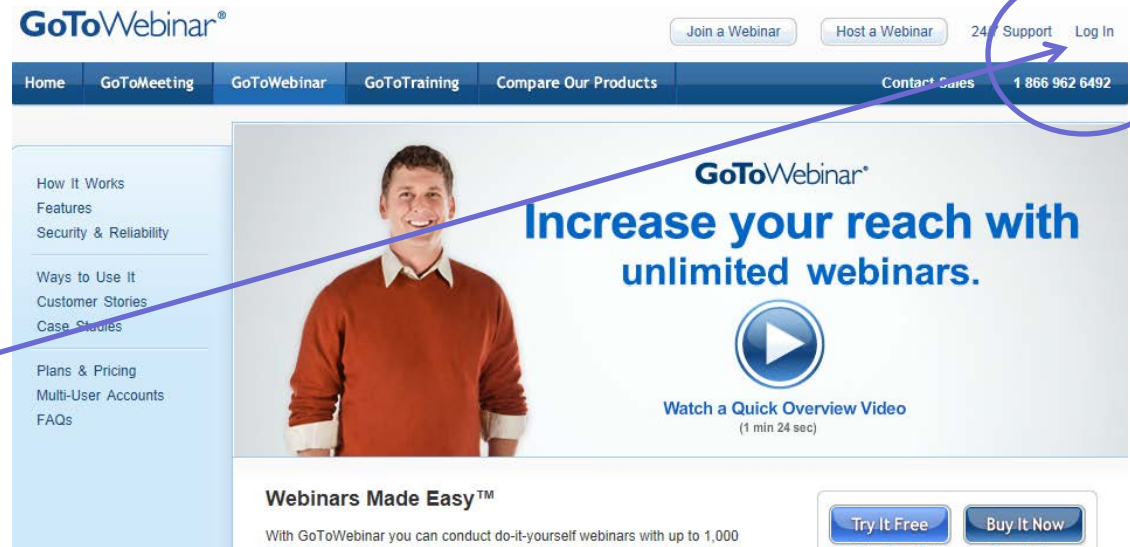 GoToWebinar®
Join a Webinar Host a Webinar 24/7 Support Log In
Home GoToMeeting GoToWebinar GoToTraining Compare Our Products Contact Sales 1 866 962 6492
How It Works
Features
Security & Reliability
Ways to Use It
Customer Stories
Case Studies
Plans & Pricing
Multi-User Accounts
FAQs
GoToWebinar®
Increase your reach with
unlimited webinars.
Watch a Quick Overview Video
(1 min 24 sec)
Webinars Made Easy™
With GoToWebinar you can conduct do-it-yourself webinars with up to 1,000
Try It Free Buy It Now